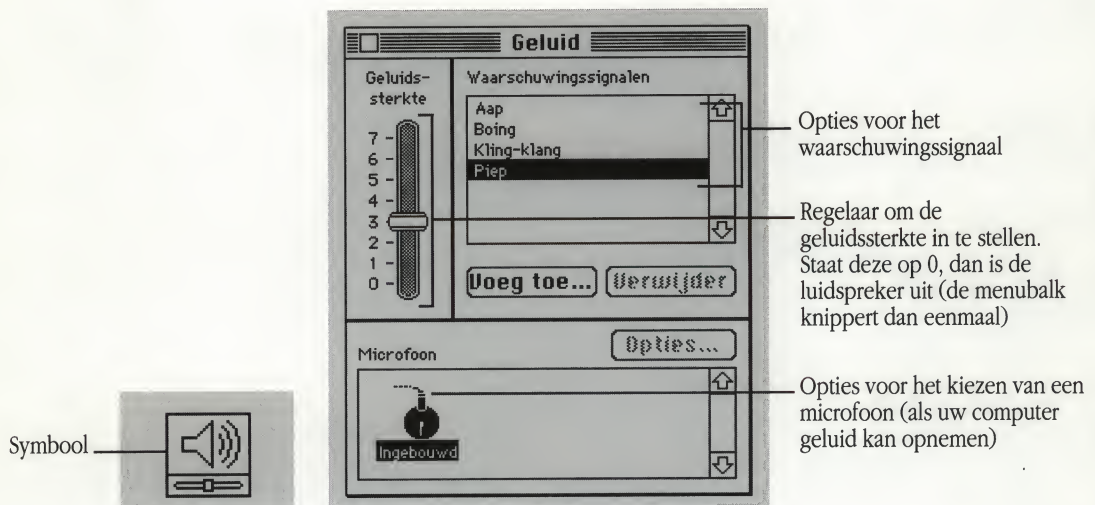 Geluid
Geluids-
sterkte
7
6
5
4
3
2
1
0
Waarschuwingssignalen
Aap
Boing
Kling-klang
Piep
Voeg toe...
Verwijder
Microfoon
Opties...
Ingebouwd
Symbool
Opties voor het
waarschuwingssignaal
Regelaar om de
geluidssterkte in te stellen.
Staat deze op 0, dan is de
luidspreker uit (de menubalk
knippert dan eenmaal)
Opties voor het kiezen van een
microfoon (als uw computer
geluid kan opnemen)